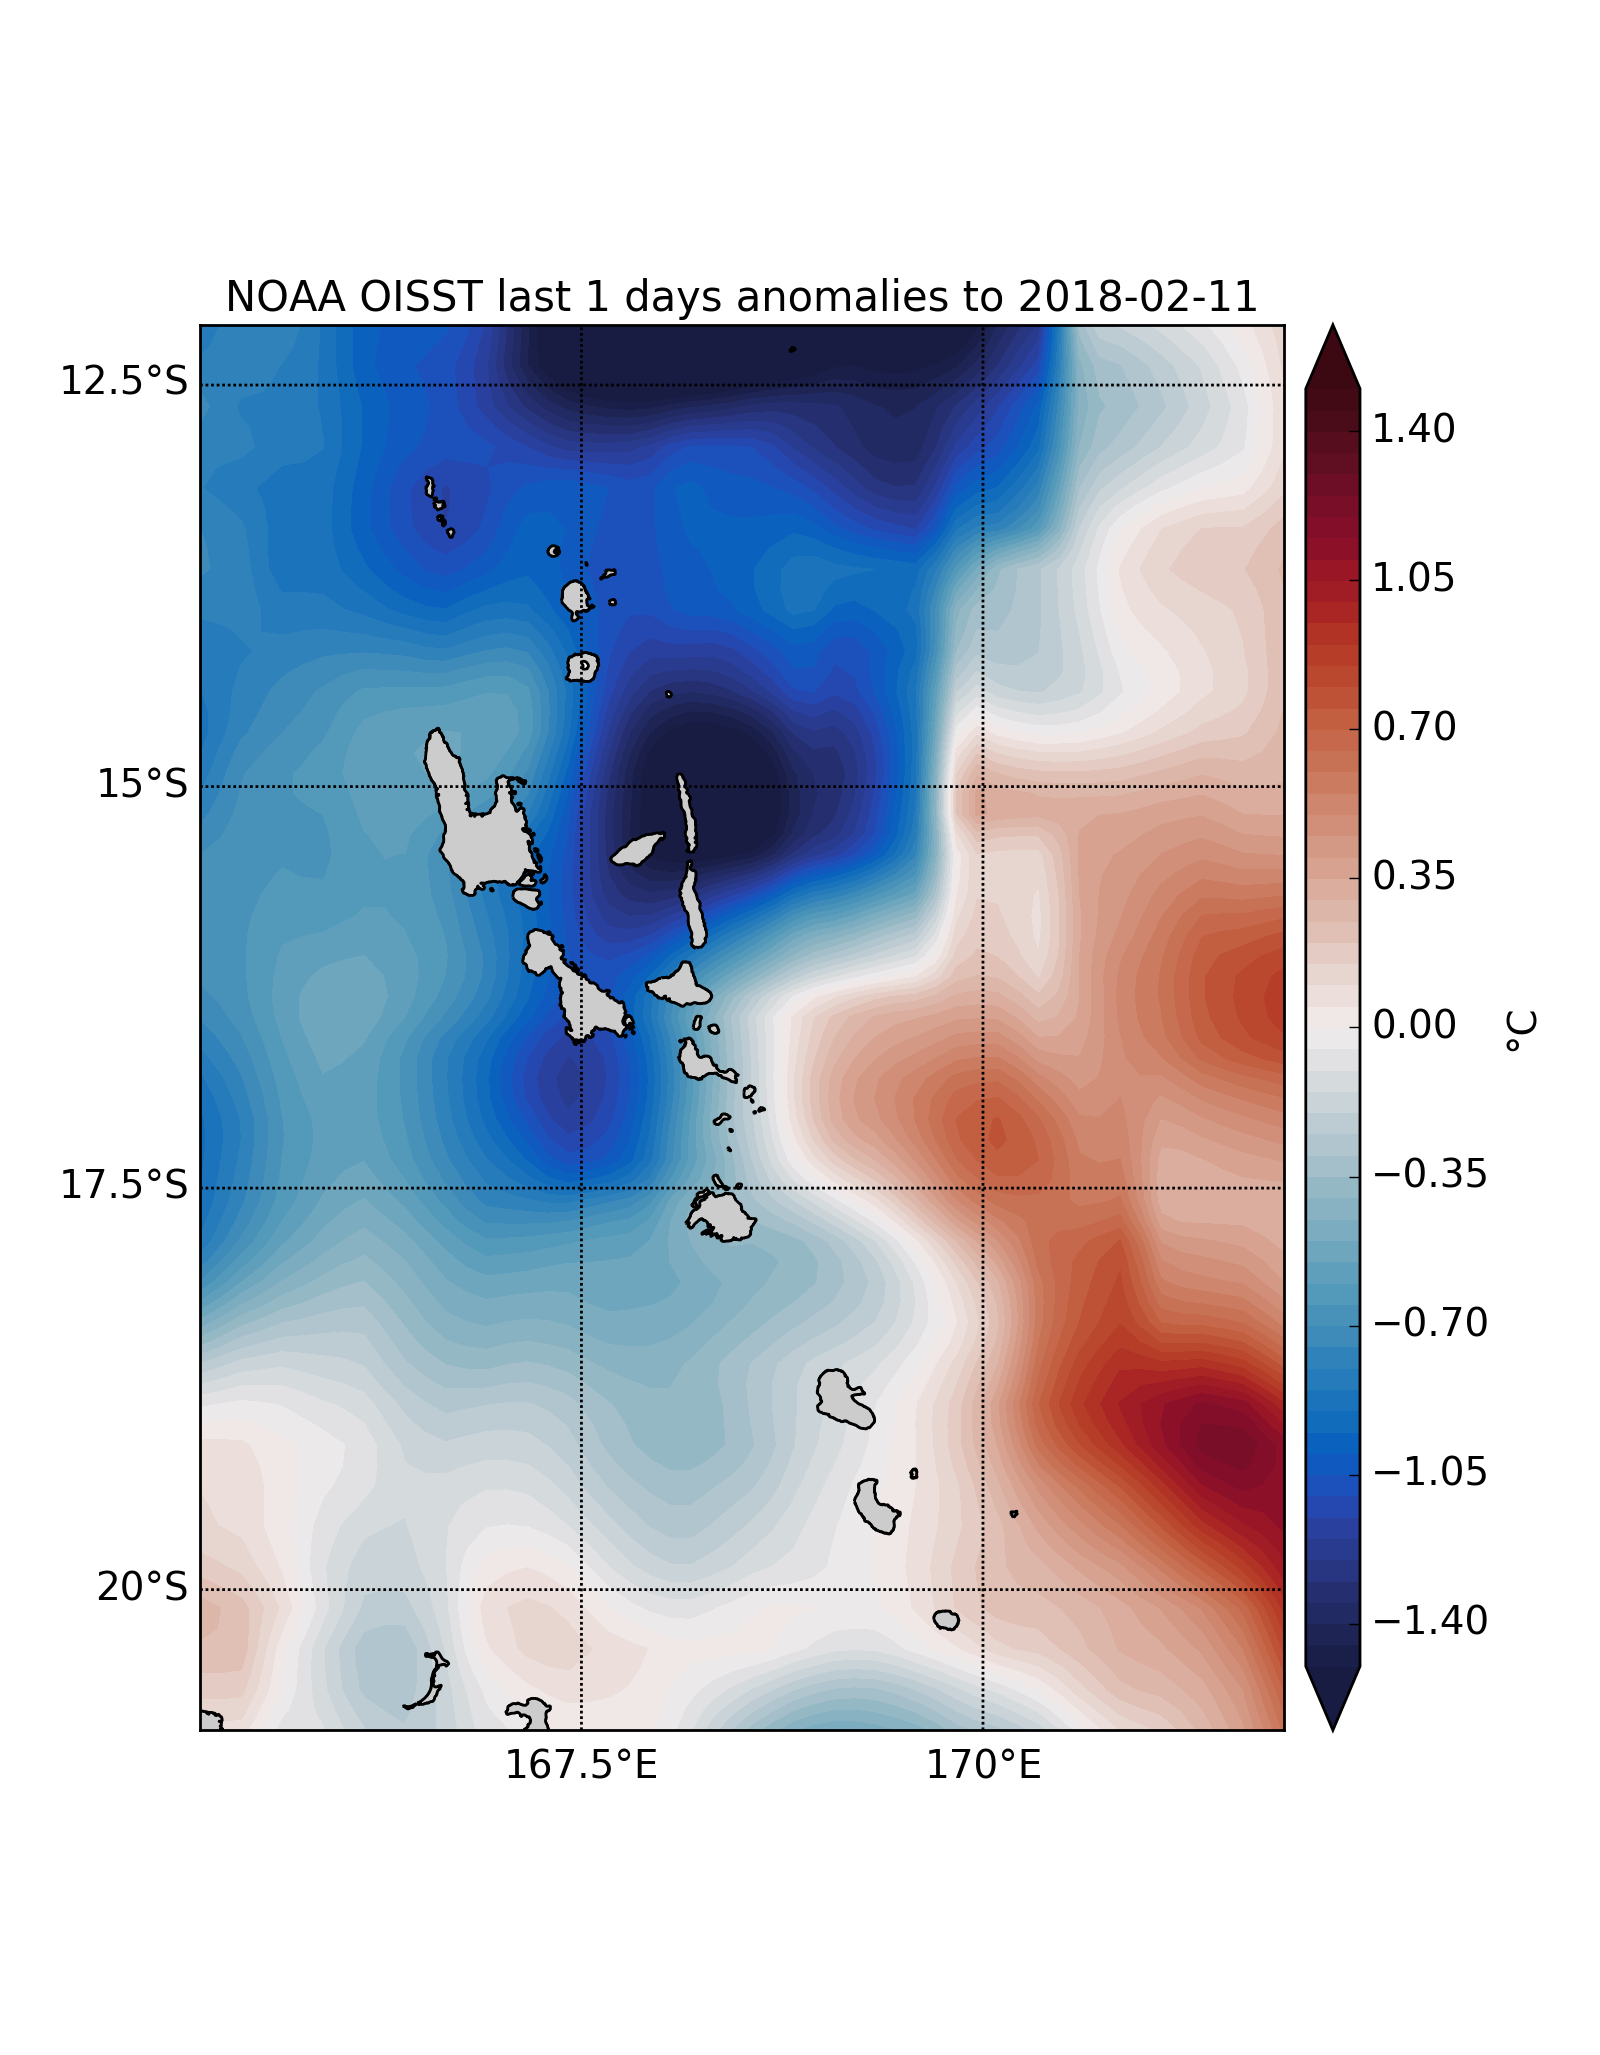 NOAA OISST last 1 days anomalies to 2018-02-11
12.5°S
15°S
17.5°S
20°S
167.5°E
170°E
1.40
1.05
0.70
0.35
0.00
−0.35
−0.70
−1.05
−1.40
°C